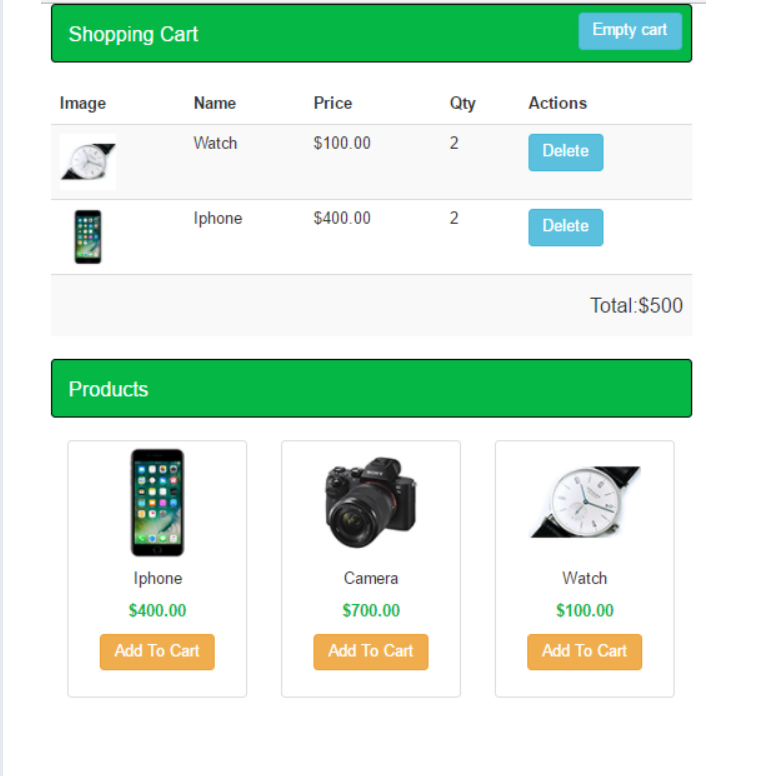 Shopping Cart Empty cart
Image Name Price Qty Actions
Watch $100.00 2 Delete
Iphone $400.00 2 Delete
Total:$500
Products
SONY
Iphone Camera Watch
$400.00 $700.00 $100.00
Add To Cart Add To Cart Add To Cart